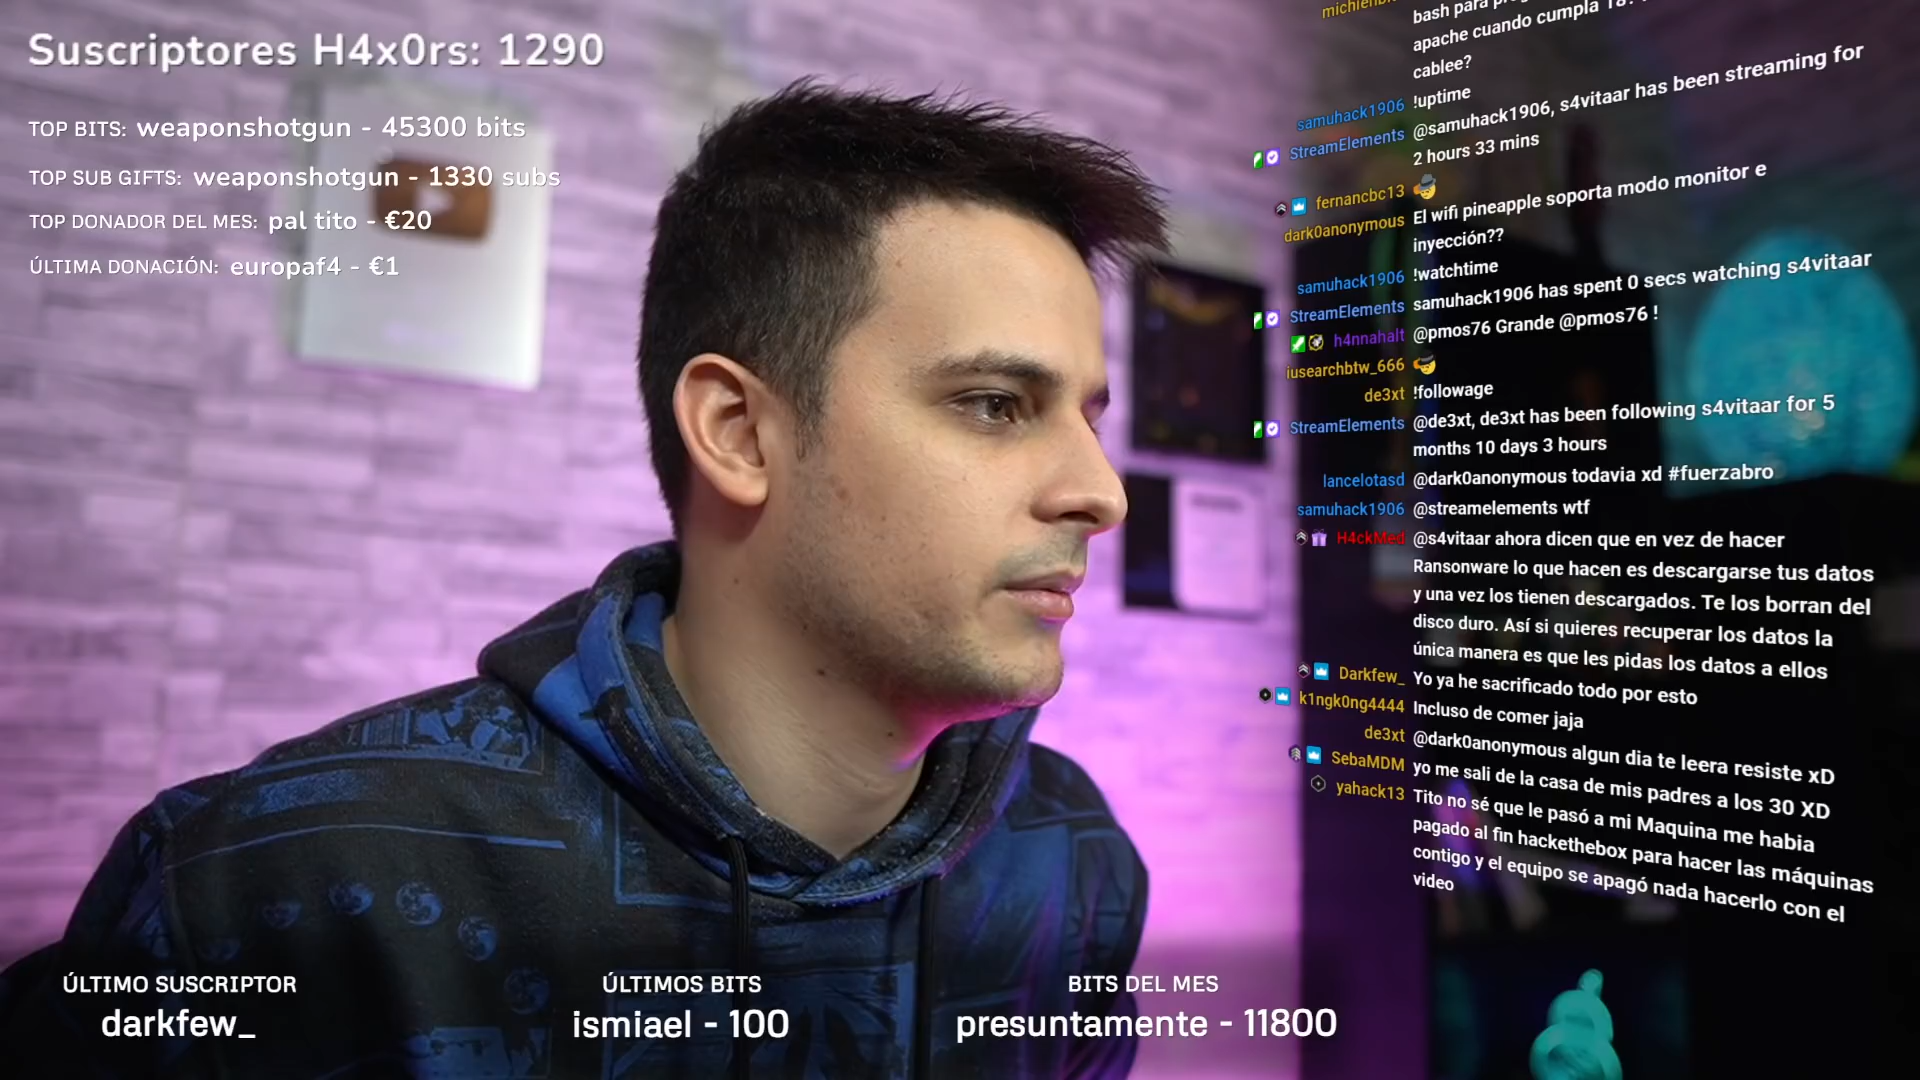 Suscriptores H4x0rs: 1290
TOP BITS: weaponshotgun - 45300 bits
TOP SUB GIFTS: weaponshotgun - 1330 subs
TOP DONADOR DEL MES: pal tito - €20
ÚLTIMA DONACIÓN: europaf4 - €1
bash para
apache cuando cumpla 18?
cablee?
samuhack1906 !uptime
StreamElements @samuhack1906, s4vitaar has been streaming for
2 hours 33 mins
fernancbc13
dark0anonymous El wifi pineapple soporta modo monitor e
inyección??
samuhack1906 !watchtime
StreamElements samuhack1906 has spent 0 secs watching s4vitaar
h4nnahalt @pmos76 Grande @pmos76 !
iusearchbtw_666
de3xt !followage
StreamElements @de3xt, de3xt has been following s4vitaar for 5
months 10 days 3 hours
lancelotasd @dark0anonymous todavia xd #fuerzabro
samuhack1906 @streamelements wtf
H4ckMed @s4vitaar ahora dicen que en vez de hacer
Ransonware lo que hacen es descargarse tus datos
y una vez los tienen descargados. Te los borran del
disco duro. Así si quieres recuperar los datos la
única manera es que les pidas los datos a ellos
Darkfew_ Yo ya he sacrificado todo por esto
k1ngk0ng4444 Incluso de comer jaja
de3xt @dark0anonymous algun dia te leera resiste xD
SebaMDM yo me sali de la casa de mis padres a los 30 XD
yahack13 Tito no sé que le pasó a mi Maquina me habia
pagado al fin hackethebox para hacer las máquinas
contigo y el equipo se apagó nada hacerlo con el
video
ÚLTIMO SUSCRIPTOR
darkfew_
ÚLTIMOS BITS
ismiael - 100
BITS DEL MES
presuntamente - 11800